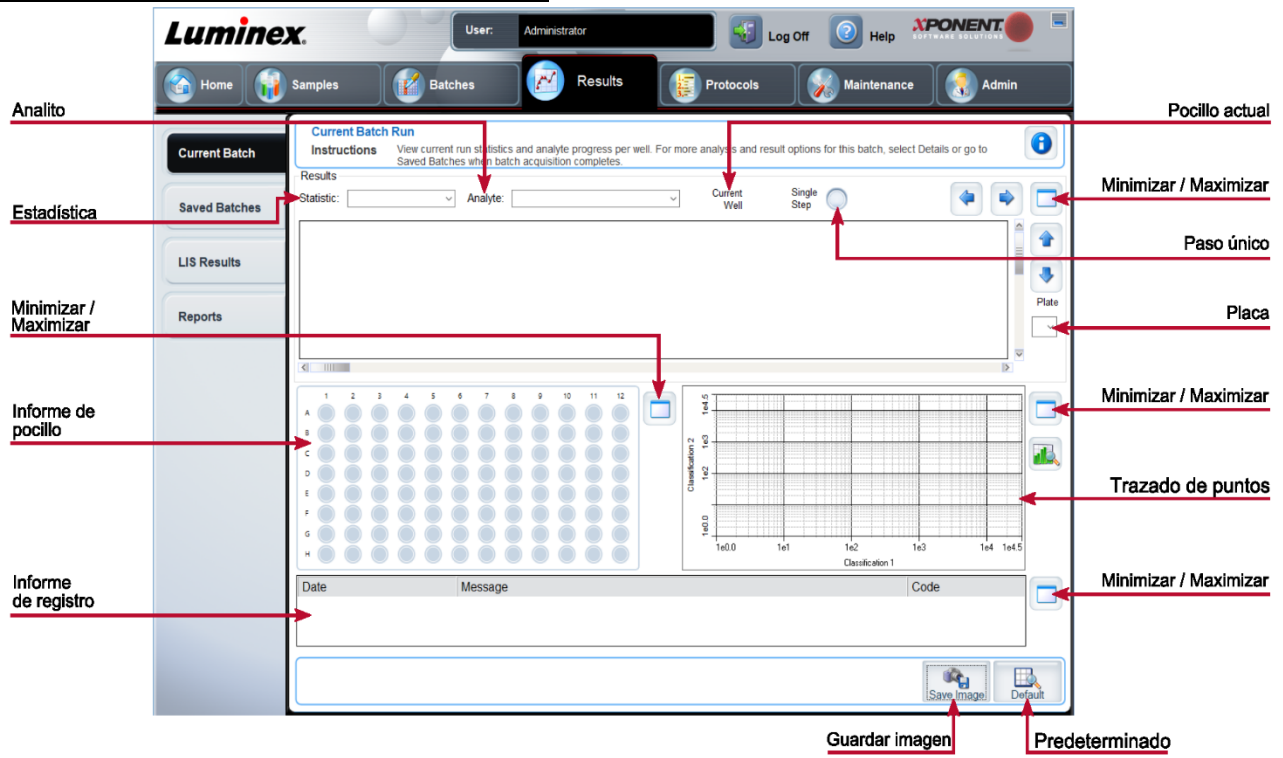 Luminex.
User:
Administrator
Log Off
Help
XPONENT.
SOFTWARE SOLUTIONS
Home
Samples
Batches
Results
Protocols
Maintenance
Admin
Analito
Pocillo actual
Current Batch
Current Batch Run
Instructions
View current run statistics and analyte progress per well. For more analysis and result options for this batch, select Details or go to
Saved Batches when batch acquisition completes.
Results
Statistic:
Analyte:
Current
Well
Single
Step
Minimizar / Maximizar
Estadística
Saved Batches
Paso único
LIS Results
Minimizar /
Maximizar
Reports
Plate
Placa
1 2 3 4 5 6 7 8 9 10 11 12
A
B
C
D
E
F
G
H
Informe de
pocillo
Minimizar / Maximizar
Classification 2
1e4.5
1e3
1e2
1e0.0
1e0.0 1e1 1e2 1e3 1e4 1e4.5
Classification 1
Trazado de puntos
Informe
de registro
Date
Message
Code
Minimizar / Maximizar
Save Image
Default
Guardar imagen
Predeterminado